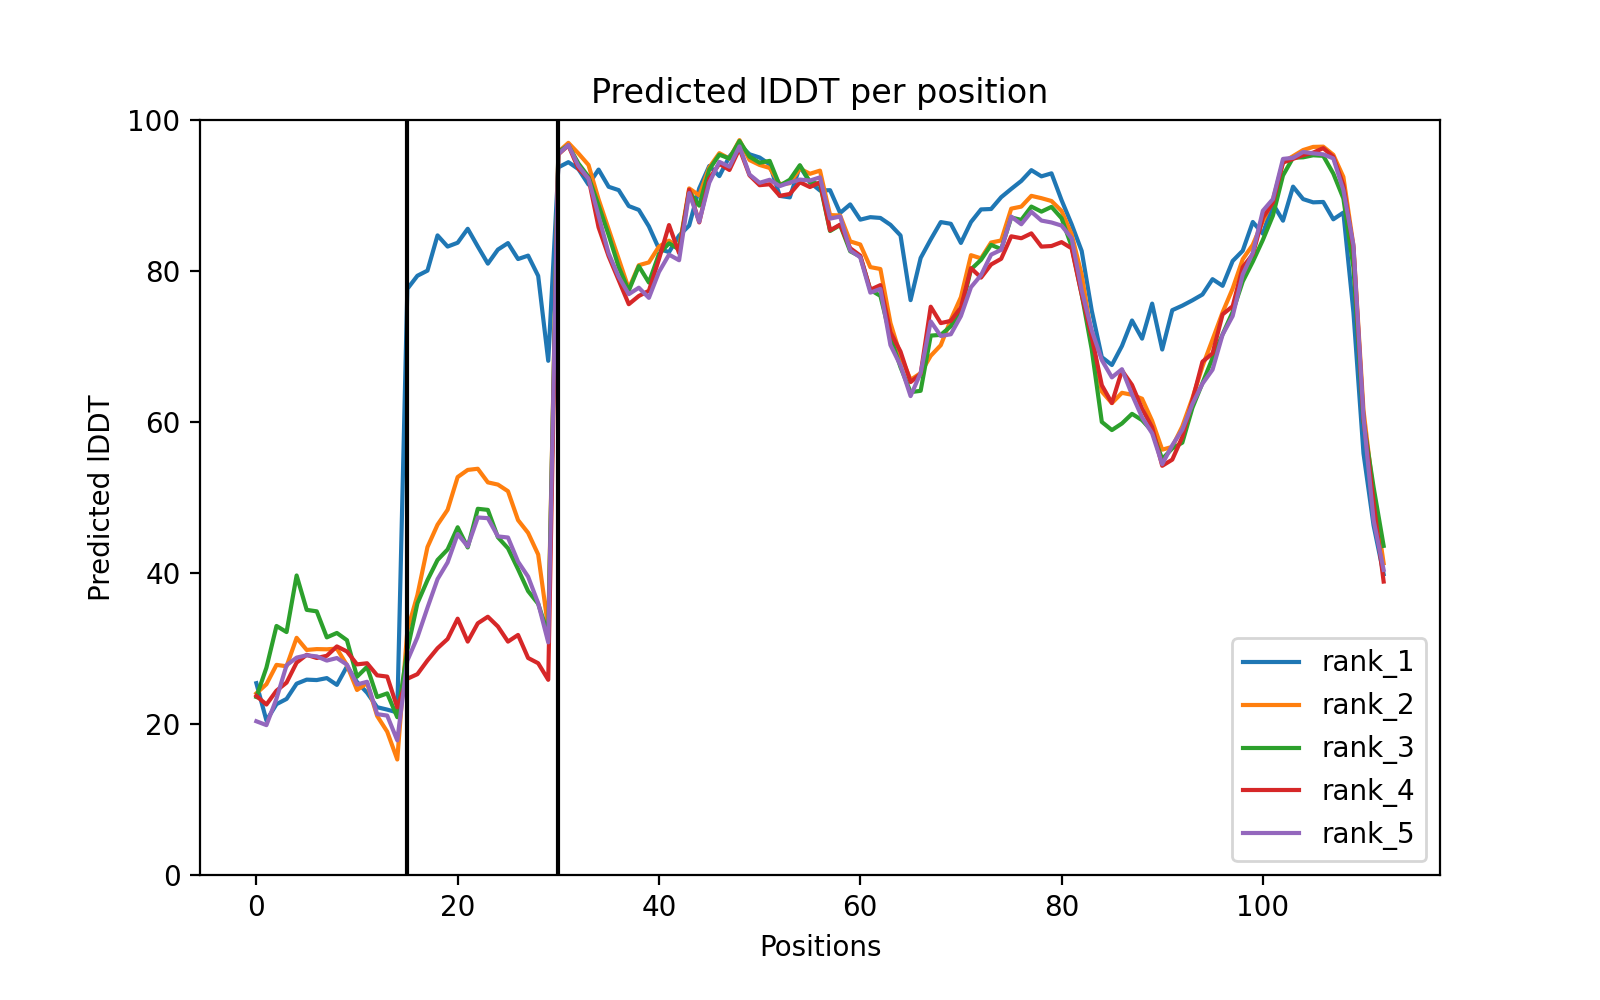 Predicted lDDT per position
100
80
60
40
20
0
Predicted lDDT
0 20 40 60 80 100
Positions
rank_1
rank_2
rank_3
rank_4
rank_5